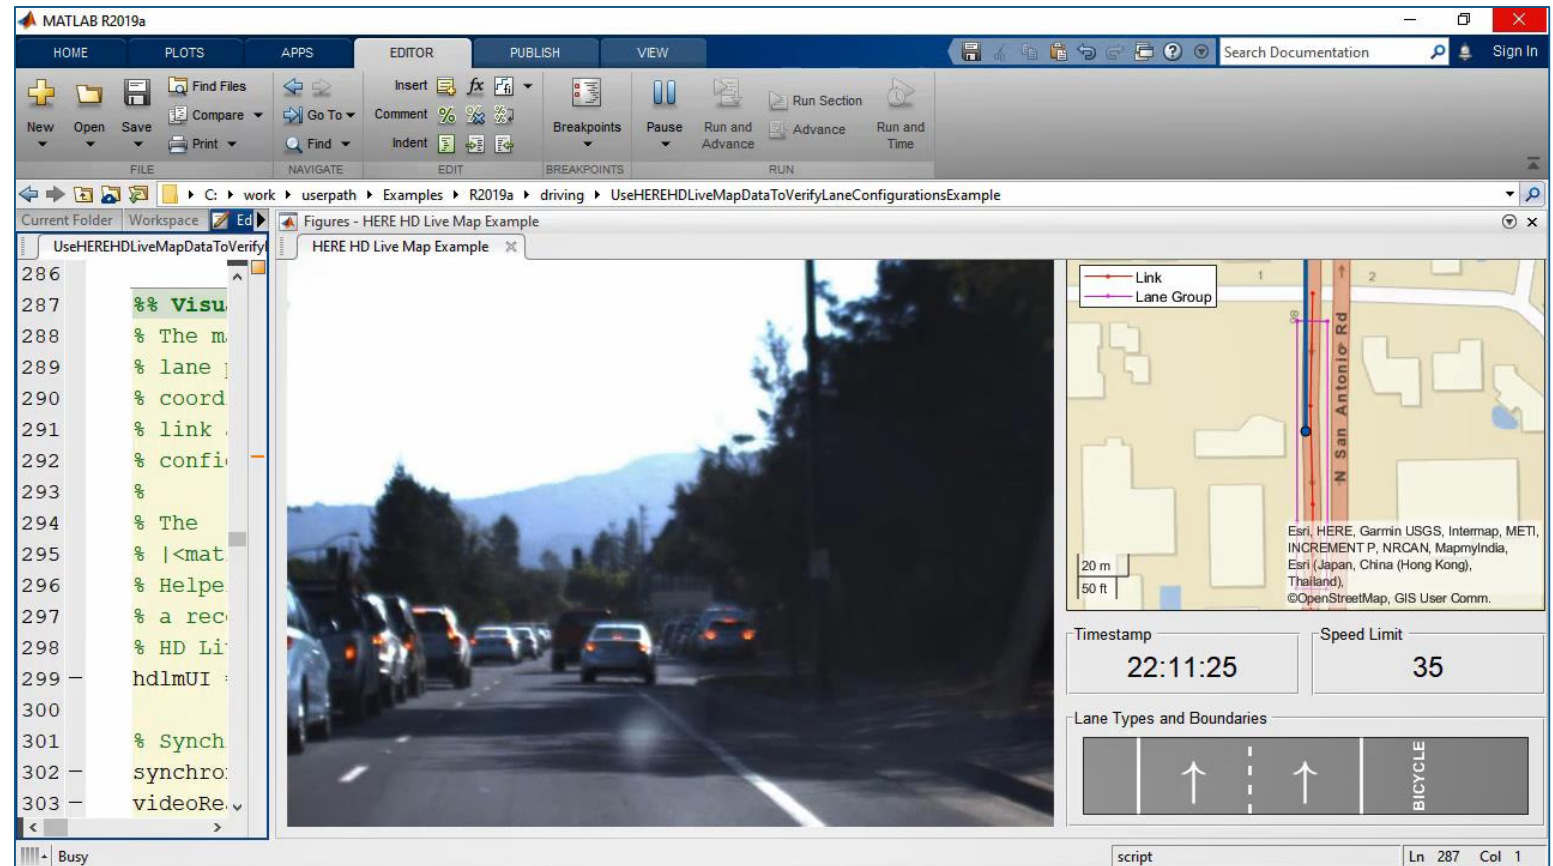 MATLAB R2019a
HOME PLOTS APPS EDITOR PUBLISH VIEW
Search Documentation Sign In
New Open Save
Find Files
Compare
Print
FILE
Go To
Find
NAVIGATE
Insert fx
Comment
Indent
EDIT
Breakpoints
BREAKPOINTS
Pause
Run and Advance
Run Section
Advance
Run and Time
RUN
C: work userpath Examples R2019a driving UseHEREHDLiveMapDataToVerifyLaneConfigurationsExample
Current Folder Workspace Ed
Figures - HERE HD Live Map Example
UseHEREHDLiveMapDataToVerify
HERE HD Live Map Example
286
287 %% Visu
288 % The m
289 % lane
290 % coord
291 % link
292 % confi
293 %
294 % The
295 % |<mat
296 % Helpe
297 % a rec
298 % HD Li
299 hdlmUI =
300
301 % Synch
302 synchro
303 videoRe
Link
Lane Group
1
2
98
N San Antonio Rd
20 m
50 ft
Esri, HERE, Garmin USGS, Intermap, METI,
INCREMENT P, NRCAN, MapmyIndia,
Esri (Japan, China (Hong Kong),
Thailand),
©OpenStreetMap, GIS User Comm.
Timestamp
22:11:25
Speed Limit
35
Lane Types and Boundaries
BICYCLE
Busy
script
Ln 287 Col 1